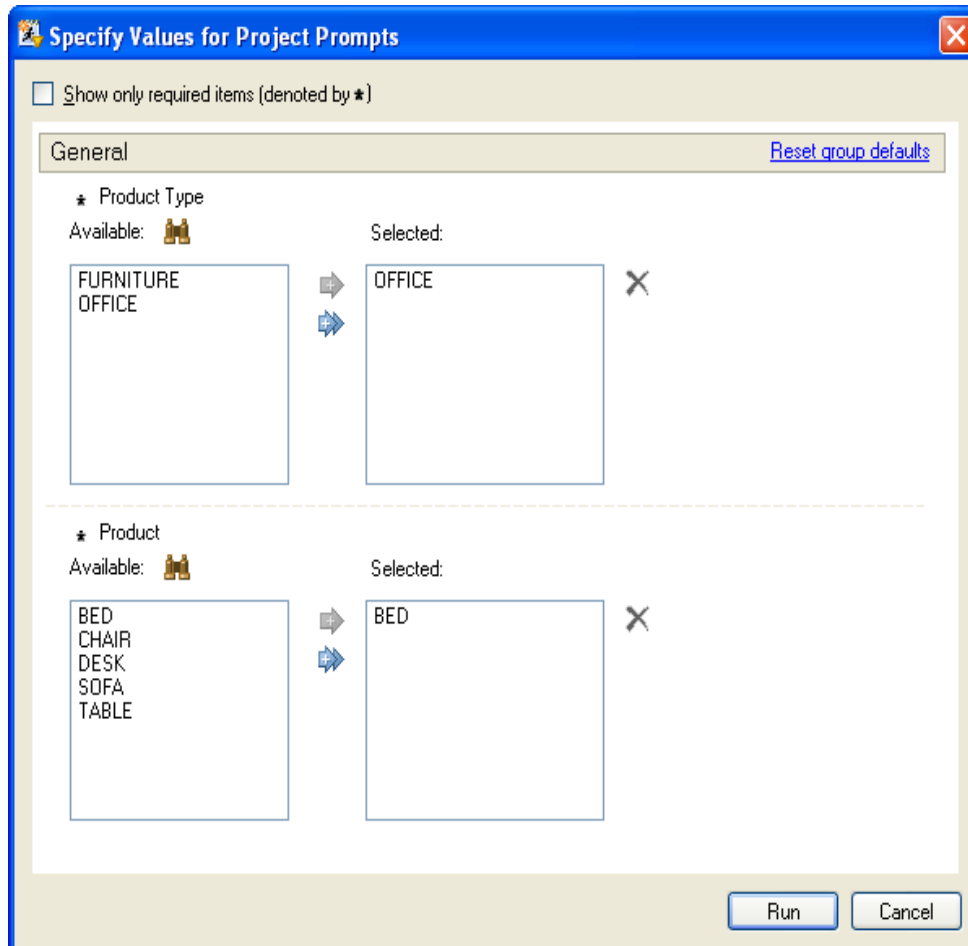 Specify Values for Project Prompts
Show only required items (denoted by *)
General Reset group defaults
* Product Type
Available: Selected:
FURNITURE
OFFICE
OFFICE
* Product
Available: Selected:
BED
CHAIR
DESK
SOFA
TABLE
BED
Run Cancel